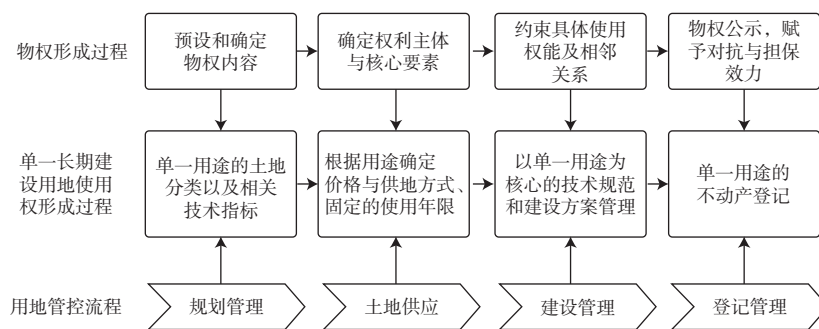 物权形成过程
预设和确定
物权内容
确定权利主体
与核心要素
约束具体使用
权能及相邻
关系
物权公示，赋
予对抗与担保
效力
单一长期建
设用地使用
权形成过程
单一用途的土地
分类以及相关
技术指标
根据用途确定
价格与供地方式、
固定的使用年限
以单一用途为
核心的技术规范
和建设方案管理
单一用途的
不动产登记
用地管控流程
规划管理
土地供应
建设管理
登记管理